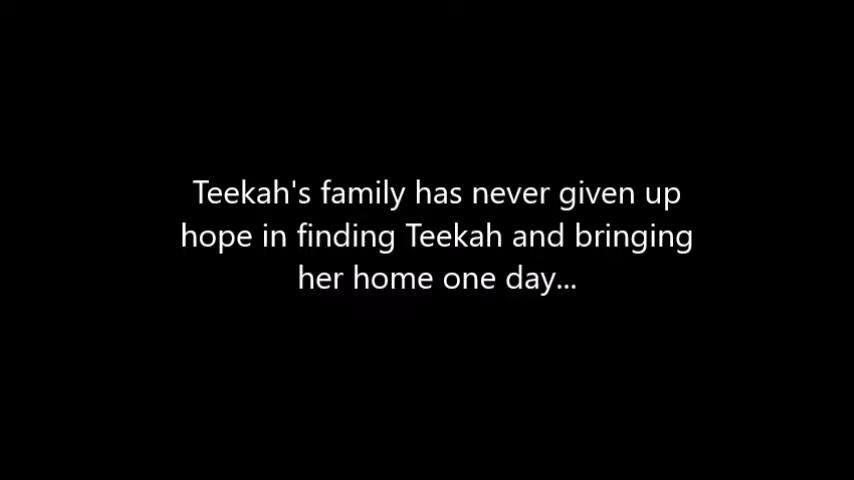 Teekah's family has never given up
hope in finding Teekah and bringing
her home one day...